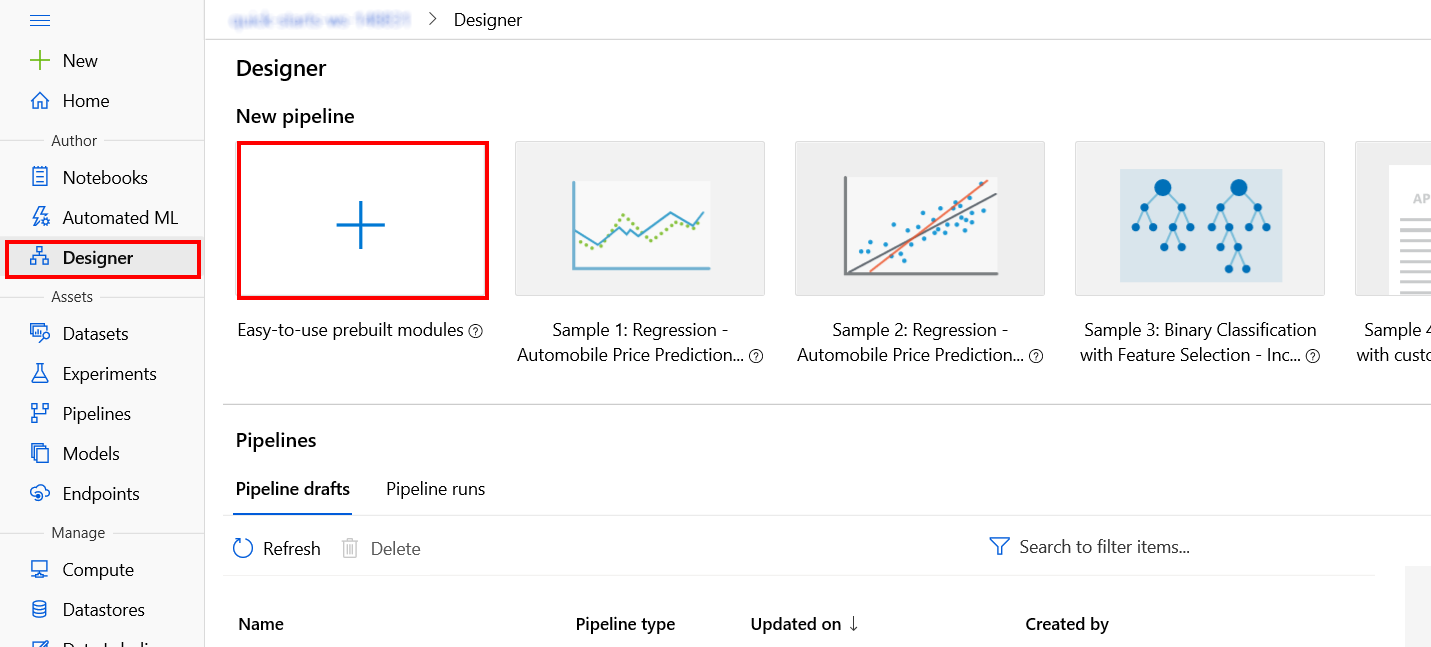 Designer
New
Home
Author
Notebooks
Automated ML
Designer
Assets
Datasets
Experiments
Pipelines
Models
Endpoints
Manage
Compute
Datastores
Designer
New pipeline
Easy-to-use prebuilt modules
Sample 1: Regression -
Automobile Price Prediction...
Sample 2: Regression -
Automobile Price Prediction...
Sample 3: Binary Classification
with Feature Selection - Inc...
AP
Sample 4
with custo
Pipelines
Pipeline drafts Pipeline runs
Refresh Delete Search to filter items...
Name Pipeline type Updated on ↓ Created by